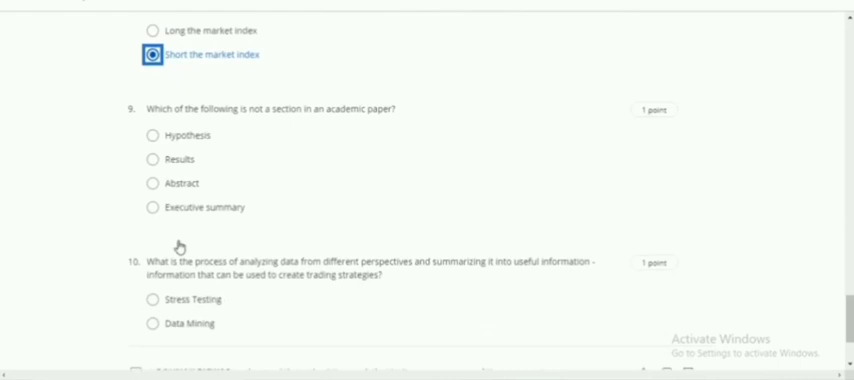 Long the market index
Short the market index
9. Which of the following is not a section in an academic paper?
1 point
Hypothesis
Results
Abstract
Executive summary
10. What is the process of analyzing data from different perspectives and summarizing it into useful information -
1 point
information that can be used to create trading strategies?
Stress Testing
Data Mining
Activate Windows
Go to Settings to activate Windows.